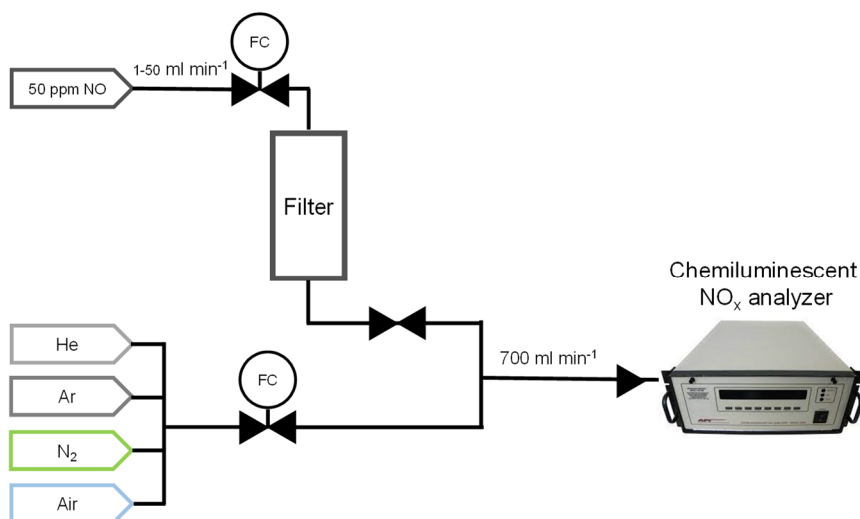 FC
1-50 ml min⁻¹
50 ppm NO
Filter
Chemiluminescent
NOₓ analyzer
He
FC
700 ml min⁻¹
Ar
N₂
Air